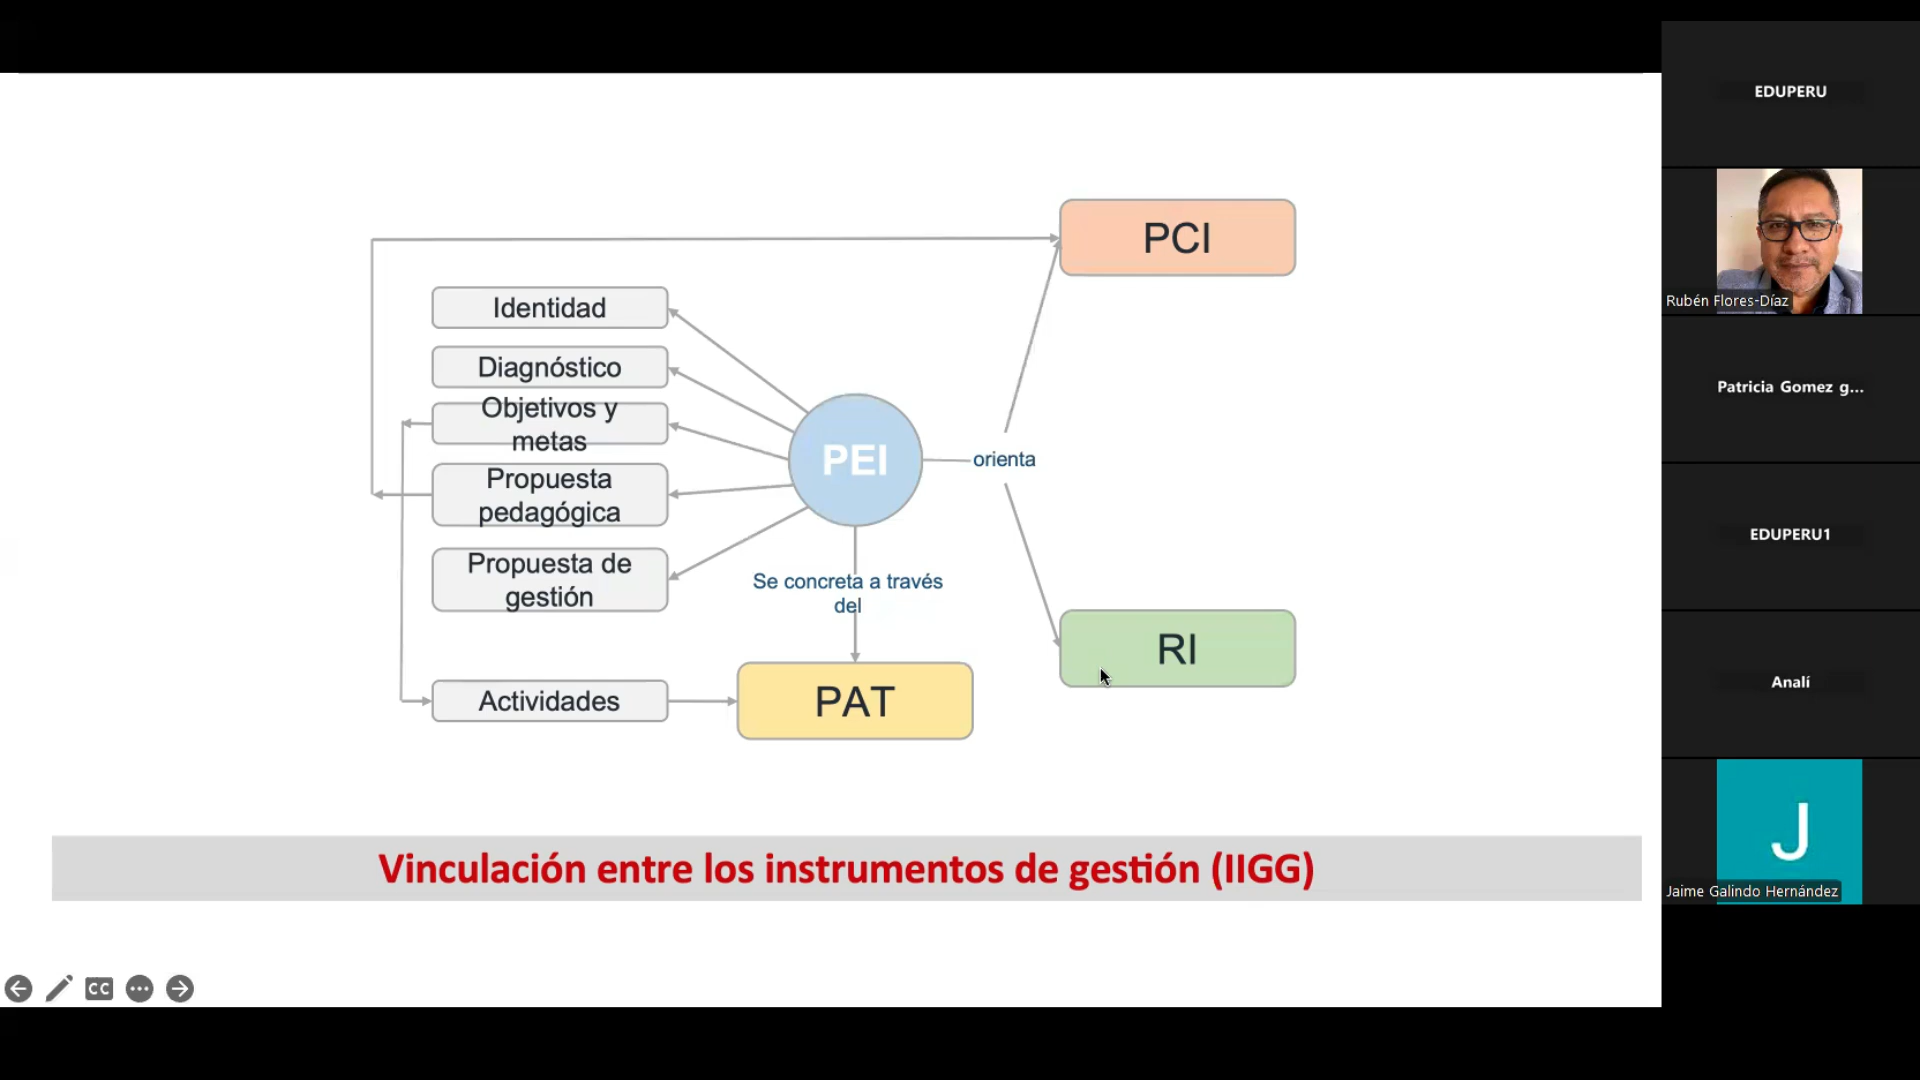 PCI
Identidad
Diagnóstico
Objetivos y
metas
Propuesta
pedagógica
Propuesta de
gestión
PEI
orienta
Se concreta a través
del
RI
Actividades
PAT
Vinculación entre los instrumentos de gestión (IIGG)
CC
EDUPERU
Rubén Flores-Díaz
Patricia Gomez g...
EDUPERU1
Analí
J
Jaime Galindo Hernández